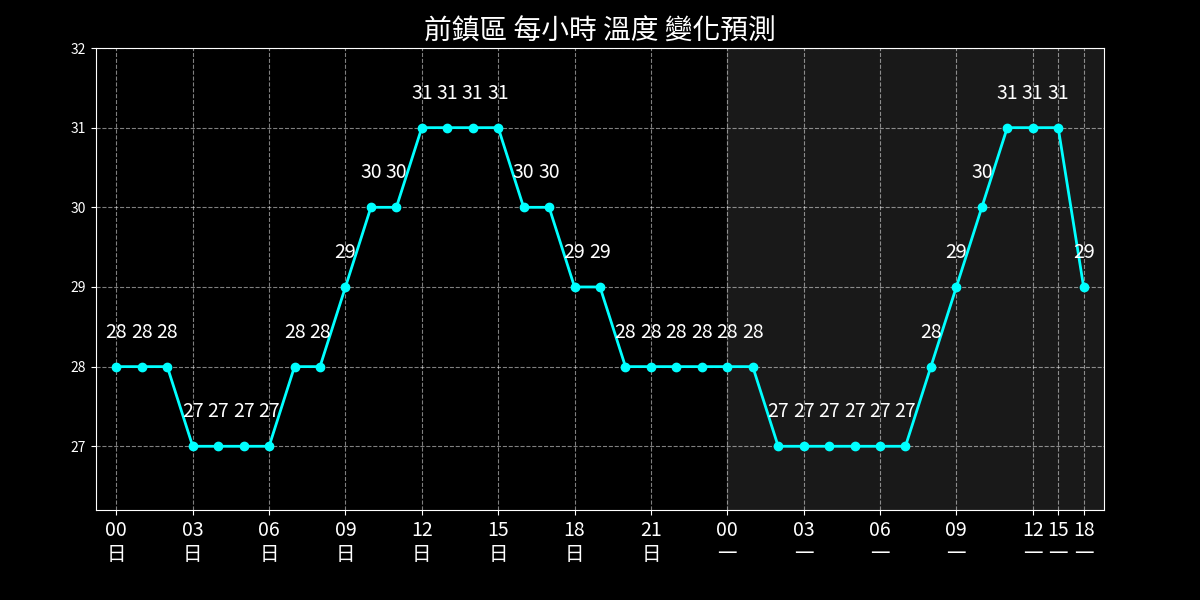 前鎮區 每小時 溫度 變化預測
32
31 31 31 31 31 31 31
31
30 30 30 30 30
30
29 29 29 29 29
29
28 28 28 28 28 28 28 28 28 28 28 28
28
27 27 27 27 27 27 27 27 27 27
27
00 03 06 09 12 15 18 21 00 03 06 09 12 15 18
日 日 日 日 日 日 日 日 一 一 一 一 一 一 一